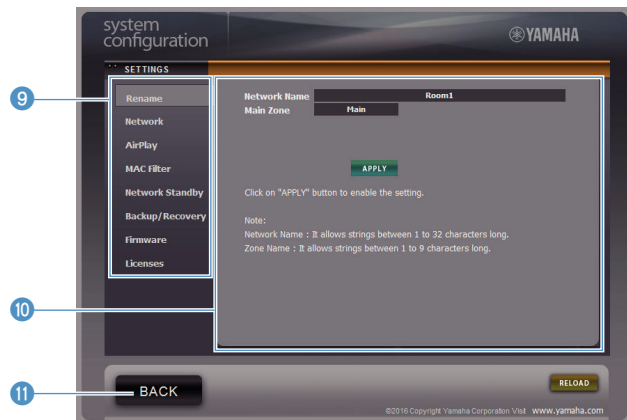 system
configuration
YAMAHA
SETTINGS
9
Rename
Network
AirPlay
MAC Filter
Network Standby
Backup/Recovery
Firmware
Licenses
Network Name Room1
Main Zone Main
APPLY
Click on "APPLY" button to enable the setting.
Note:
Network Name : It allows strings between 1 to 32 characters long.
Zone Name : It allows strings between 1 to 9 characters long.
10
11
BACK
RELOAD
©2016 Copyright Yamaha Corporation Visit www.yamaha.com